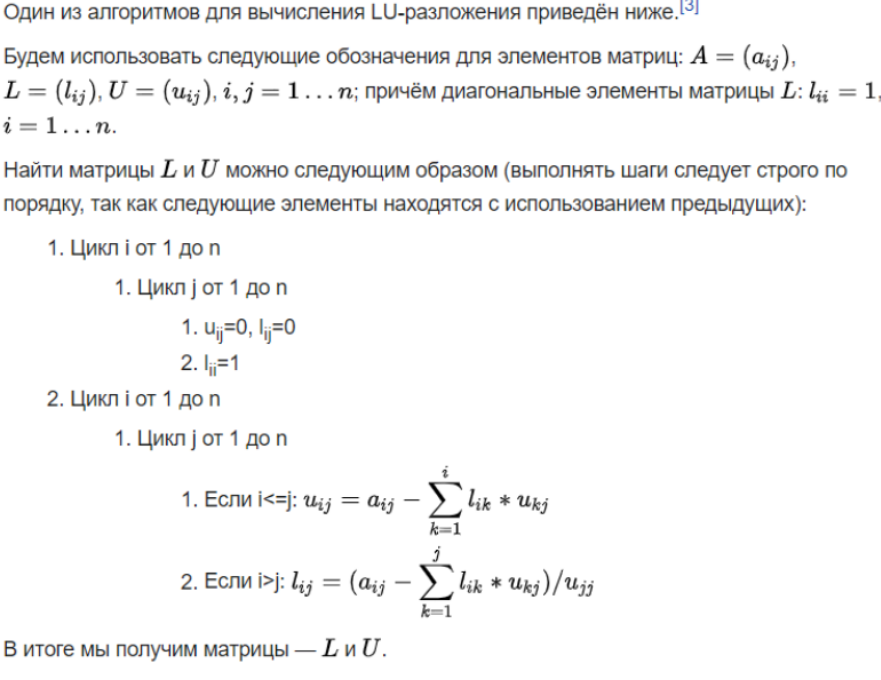 Один из алгоритмов для вычисления LU-разложения приведён ниже.[3]
Будем использовать следующие обозначения для элементов матриц: A = (a_{ij}),
L = (l_{ij}), U = (u_{ij}), i, j = 1 … n; причём диагональные элементы матрицы L: l_{ii} = 1,
i = 1 … n.
Найти матрицы L и U можно следующим образом (выполнять шаги следует строго по
порядку, так как следующие элементы находятся с использованием предыдущих):
1. Цикл i от 1 до n
1. Цикл j от 1 до n
1. u_{ij}=0, l_{ij}=0
2. l_{ii}=1
2. Цикл i от 1 до n
1. Цикл j от 1 до n
1. Если i<=j: u_{ij} = a_{ij} − \sum_{k=1}^{i} l_{ik} * u_{kj}
2. Если i>j: l_{ij} = (a_{ij} − \sum_{k=1}^{j} l_{ik} * u_{kj})/u_{jj}
В итоге мы получим матрицы — L и U.